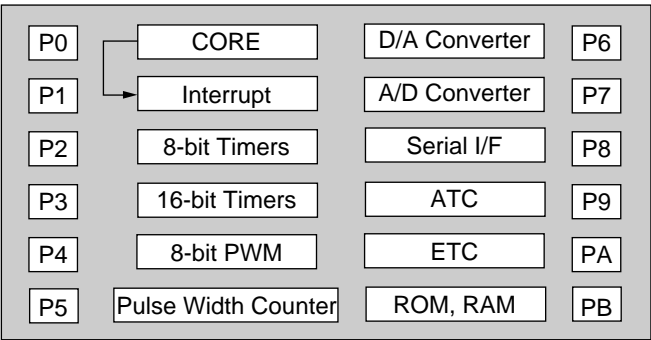 P0 CORE D/A Converter P6
P1 Interrupt A/D Converter P7
P2 8-bit Timers Serial I/F P8
P3 16-bit Timers ATC P9
P4 8-bit PWM ETC PA
P5 Pulse Width Counter ROM, RAM PB